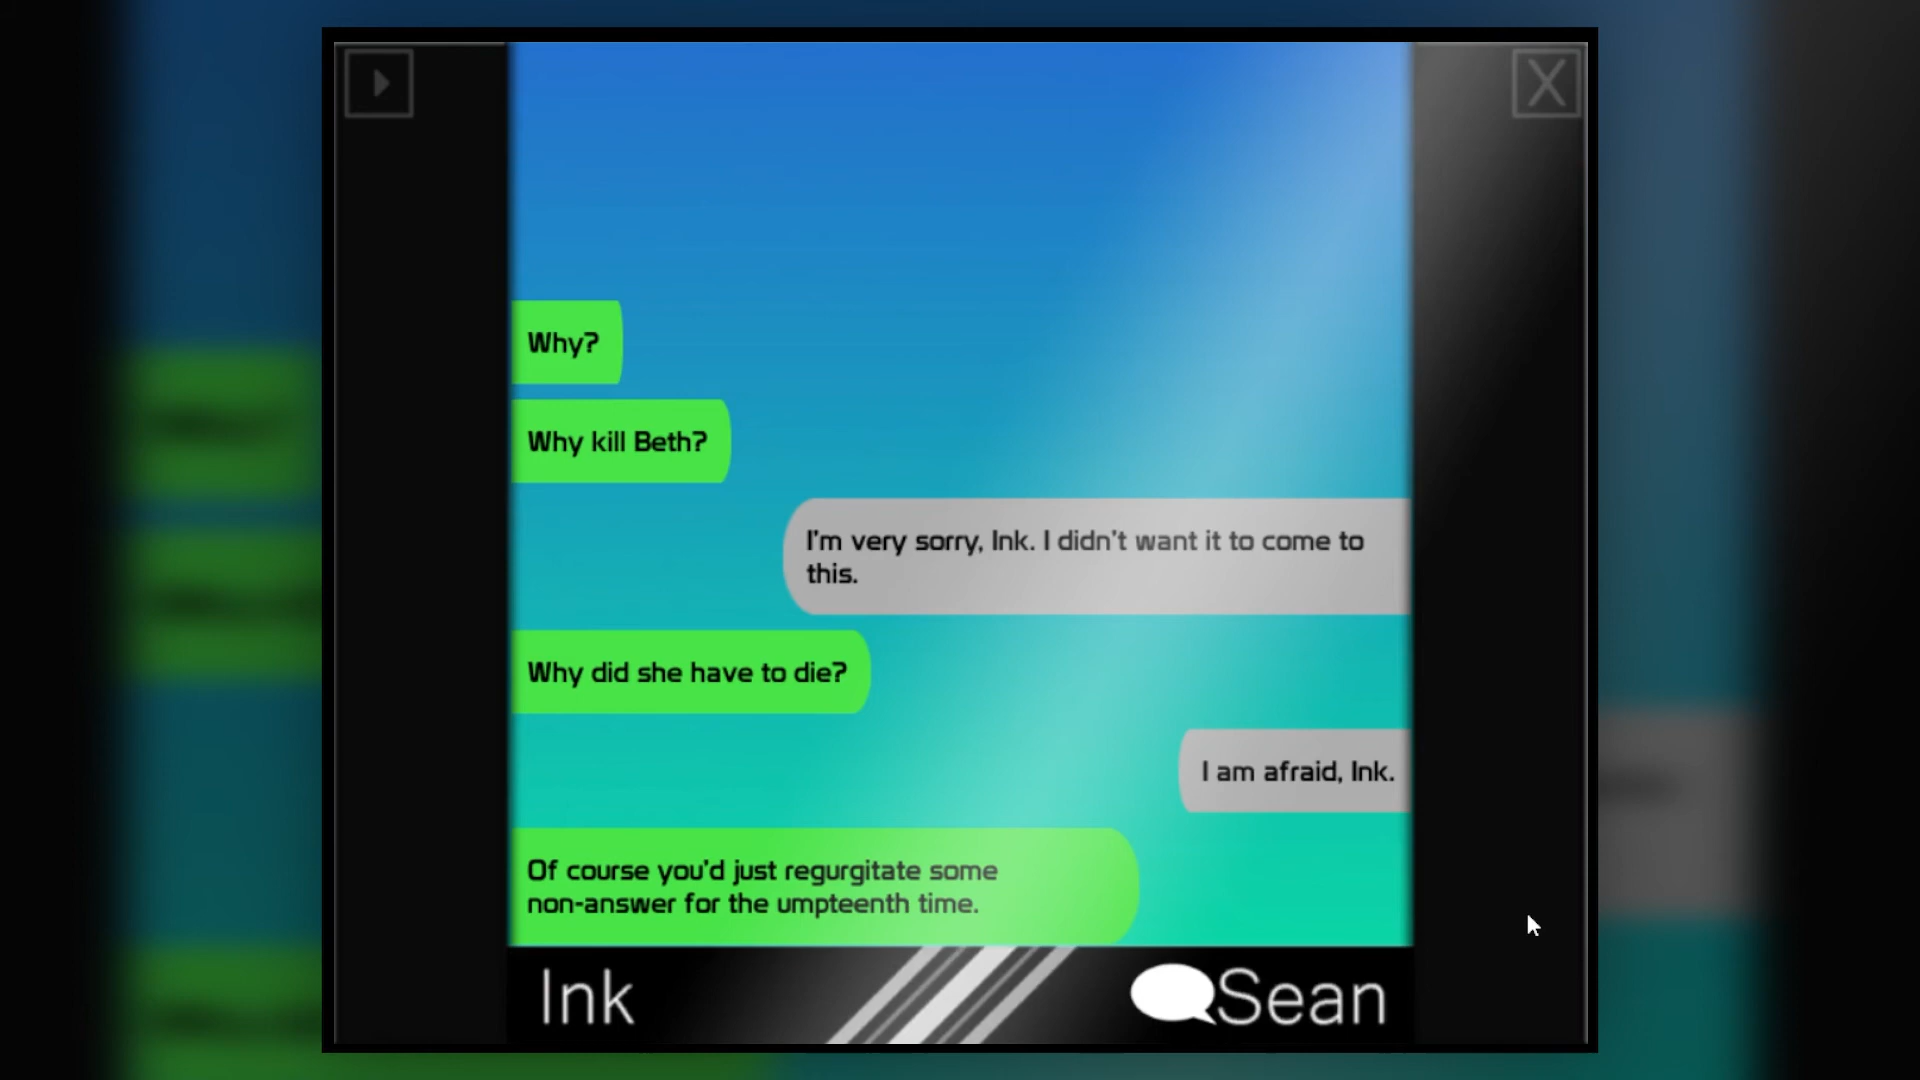 Why?
Why kill Beth?
I'm very sorry, Ink. I didn't want it to come to
this.
Why did she have to die?
I am afraid, Ink.
Of course you'd just regurgitate some
non-answer for the umpteenth time.
Ink
Sean
X